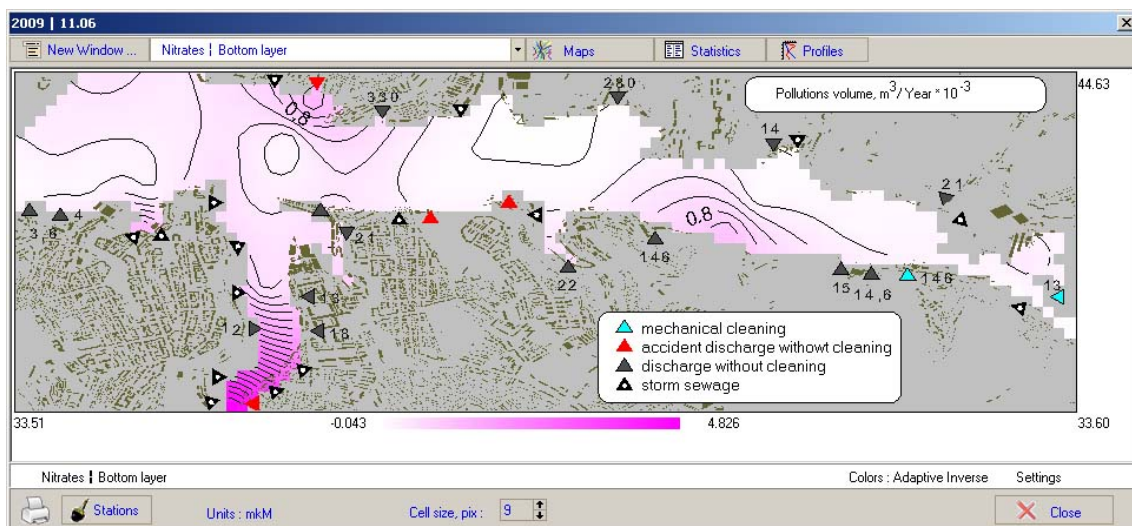 2009 | 11.06
New Window ... Nitrates ¦ Bottom layer Maps Statistics Profiles
44.63
Pollutions volume, m³/ Year * 10⁻³
280
330
0,8
14
21
3,6 4
0,8
21
146
22
15 14,6 146 13
13
12 18
mechanical cleaning
accident discharge withowt cleaning
discharge without cleaning
storm sewage
33.51 -0.043 4.826 33.60
Nitrates ¦ Bottom layer Colors : Adaptive Inverse Settings
Stations Units : mkM Cell size, pix : 9 Close